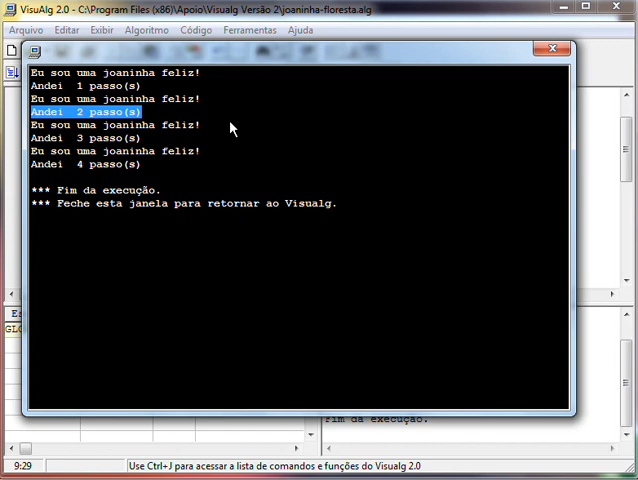 VisuAlg 2.0 - C:\Program Files (x86)\Apoio\Visualg Versão 2\joaninha-floresta.alg
Arquivo Editar Exibir Algoritmo Código Ferramentas Ajuda
Eu sou uma joaninha feliz!
Andei  1 passo(s)
Eu sou uma joaninha feliz!
Andei  2 passo(s)
Eu sou uma joaninha feliz!
Andei  3 passo(s)
Eu sou uma joaninha feliz!
Andei  4 passo(s)
*** Fim da execução.
*** Feche esta janela para retornar ao Visualg.
Fim da execução.
9:29 Use Ctrl+J para acessar a lista de comandos e funções do Visualg 2.0